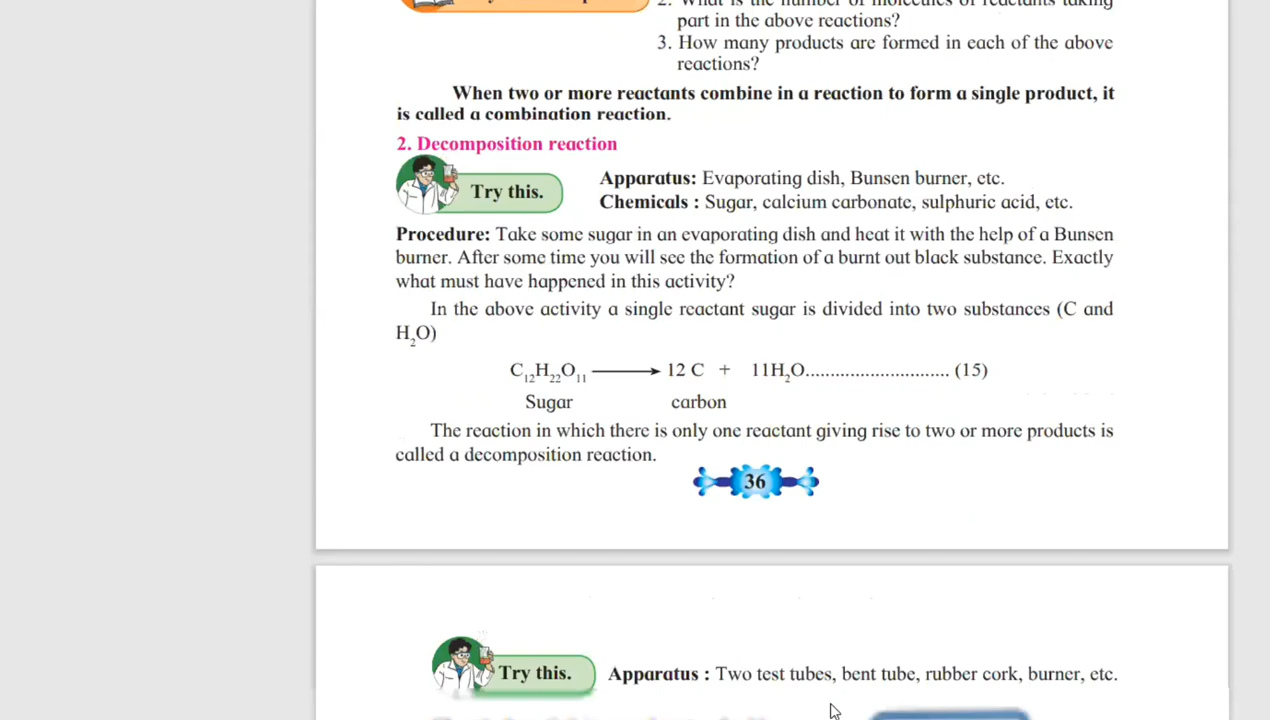 2. What is the number of molecules of reactants taking
part in the above reactions?
3. How many products are formed in each of the above
reactions?
When two or more reactants combine in a reaction to form a single product, it
is called a combination reaction.
2. Decomposition reaction
Try this.
Apparatus: Evaporating dish, Bunsen burner, etc.
Chemicals : Sugar, calcium carbonate, sulphuric acid, etc.
Procedure: Take some sugar in an evaporating dish and heat it with the help of a Bunsen
burner. After some time you will see the formation of a burnt out black substance. Exactly
what must have happened in this activity?
In the above activity a single reactant sugar is divided into two substances (C and
H₂O)
C₁₂H₂₂O₁₁ ⟶ 12 C + 11H₂O............................. (15)
Sugar carbon
The reaction in which there is only one reactant giving rise to two or more products is
called a decomposition reaction.
36
Try this.
Apparatus : Two test tubes, bent tube, rubber cork, burner, etc.